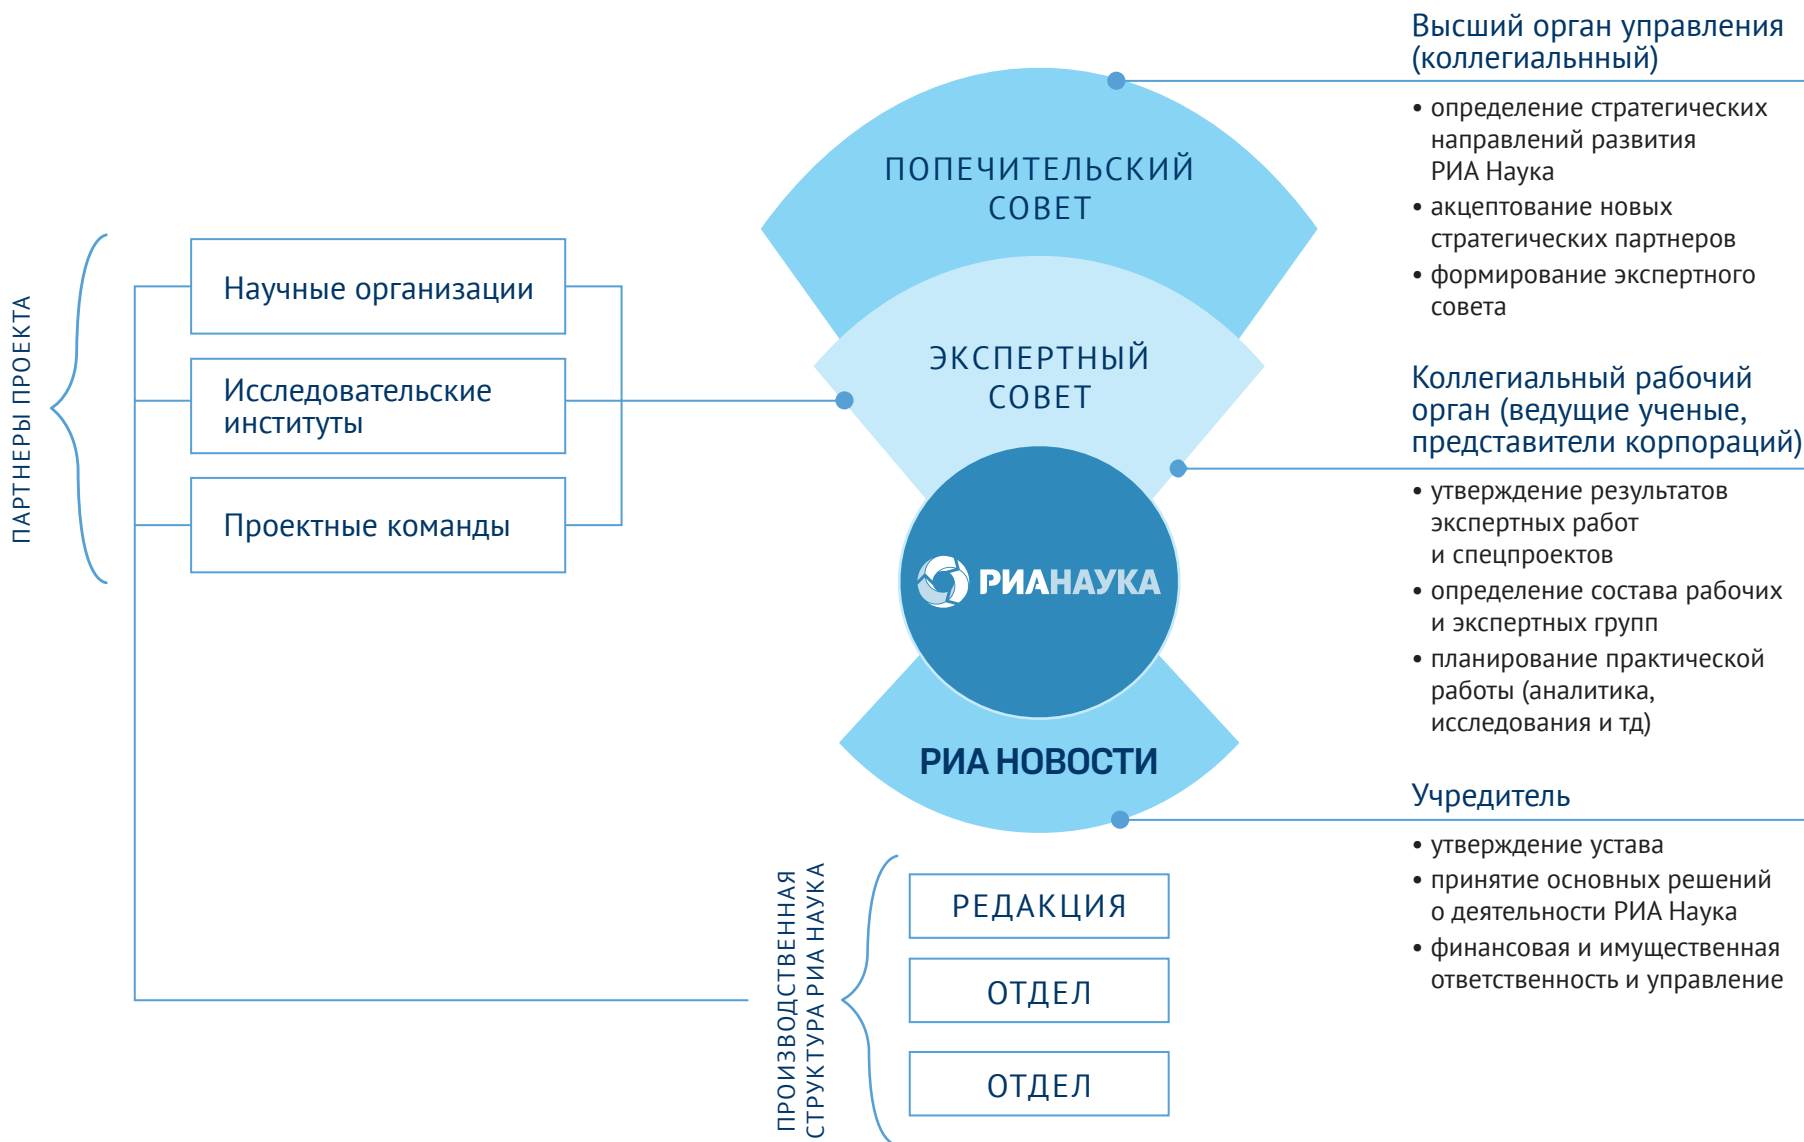 ПАРТНЕРЫ ПРОЕКТА
Научные организации
Исследовательские
институты
Проектные команды
ПОПЕЧИТЕЛЬСКИЙ
СОВЕТ
ЭКСПЕРТНЫЙ
СОВЕТ
РИАНАУКА
РИА НОВОСТИ
ПРОИЗВОДСТВЕННАЯ
СТРУКТУРА РИА НАУКА
РЕДАКЦИЯ
ОТДЕЛ
ОТДЕЛ
Высший орган управления
(коллегиальнный)
• определение стратегических
направлений развития
РИА Наука
• акцептование новых
стратегических партнеров
• формирование экспертного
совета
Коллегиальный рабочий
орган (ведущие ученые,
представители корпораций)
• утверждение результатов
экспертных работ
и спецпроектов
• определение состава рабочих
и экспертных групп
• планирование практической
работы (аналитика,
исследования и тд)
Учредитель
• утверждение устава
• принятие основных решений
о деятельности РИА Наука
• финансовая и имущественная
ответственность и управление